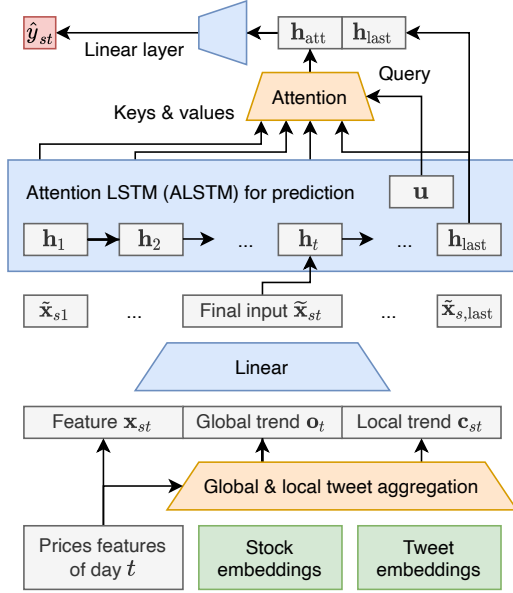 ŷ_st
Linear layer
h_att h_last
Query
Keys & values
Attention
Attention LSTM (ALSTM) for prediction
u
h_1 h_2 ... h_t ... h_last
x̃_s1 ... Final input x̃_st ... x̃_s,last
Linear
Feature x_st Global trend o_t Local trend c_st
Global & local tweet aggregation
Prices features
of day t
Stock
embeddings
Tweet
embeddings